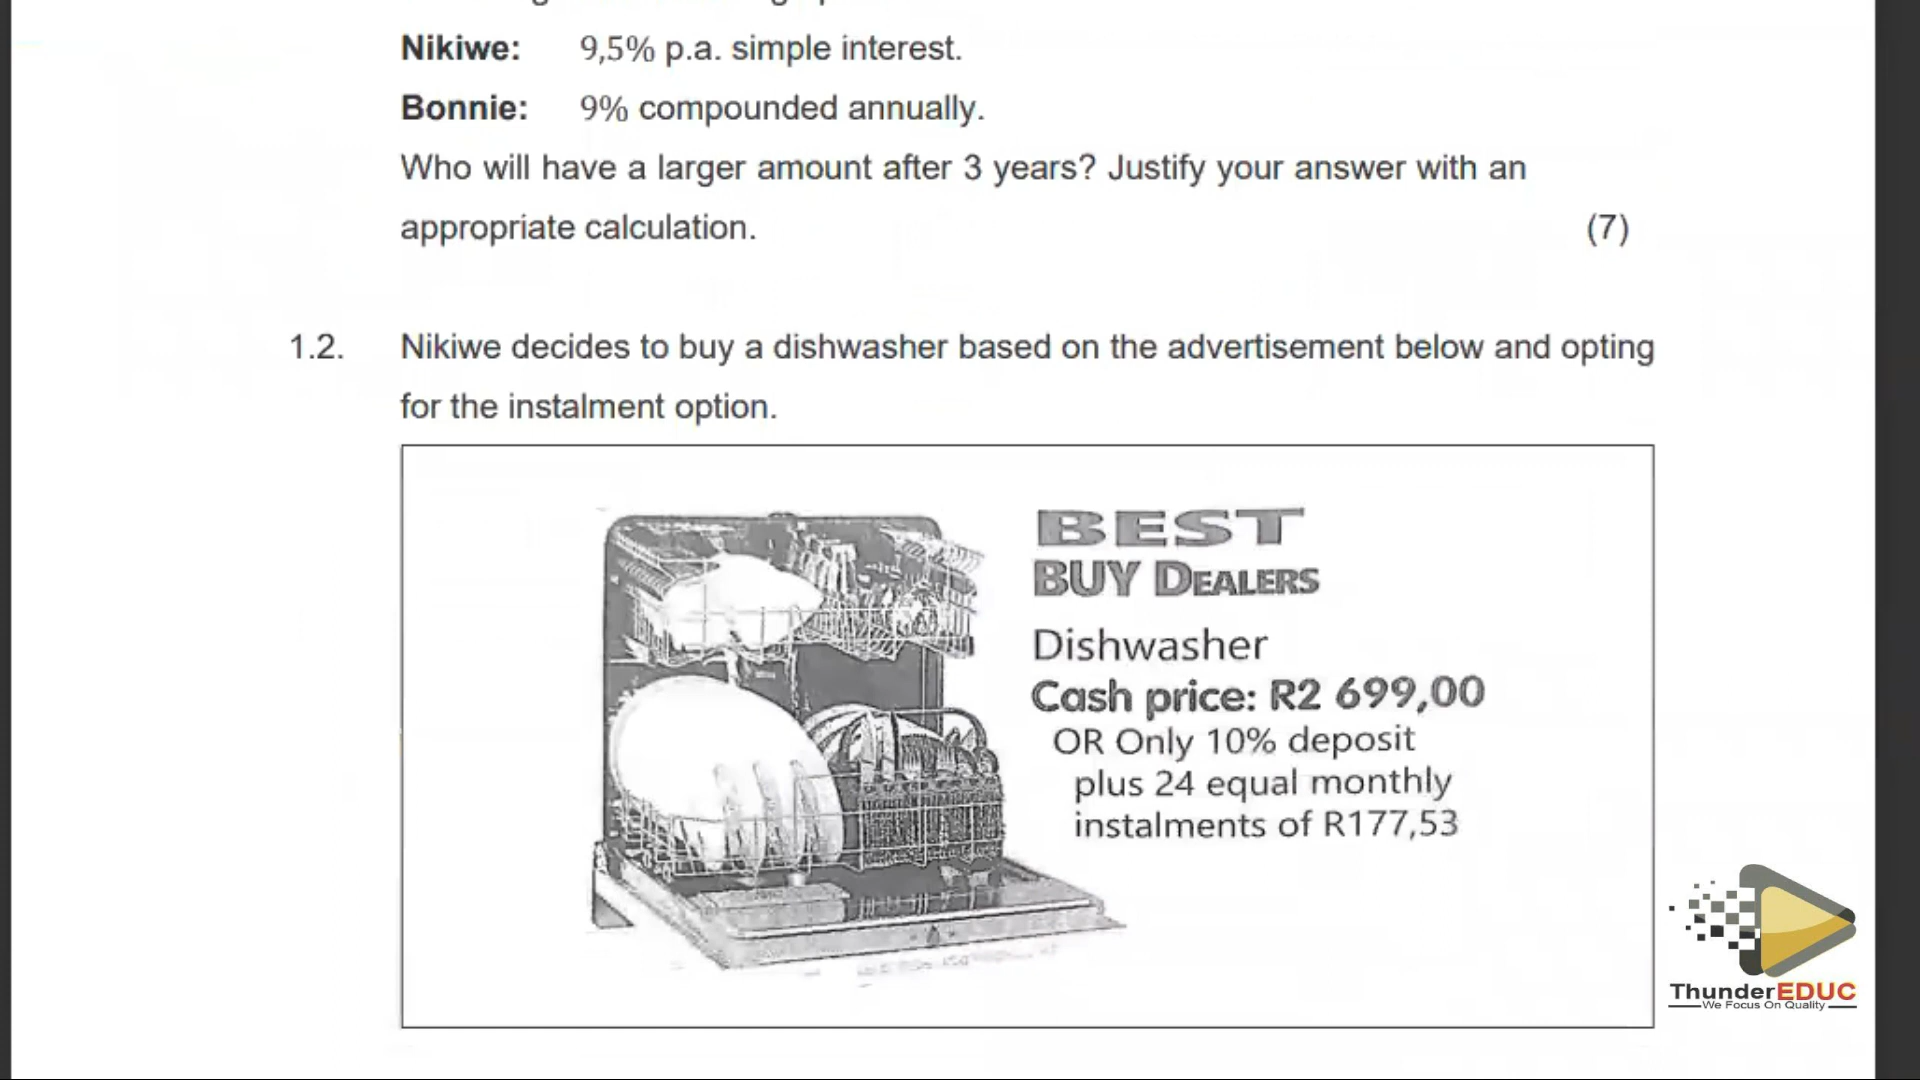 Nikiwe: 9,5% p.a. simple interest.
Bonnie: 9% compounded annually.
Who will have a larger amount after 3 years? Justify your answer with an
appropriate calculation. (7)
1.2. Nikiwe decides to buy a dishwasher based on the advertisement below and opting
for the instalment option.
BEST
BUY DEALERS
Dishwasher
Cash price: R2 699,00
OR Only 10% deposit
plus 24 equal monthly
instalments of R177,53
ThunderEDUC
We Focus On Quality